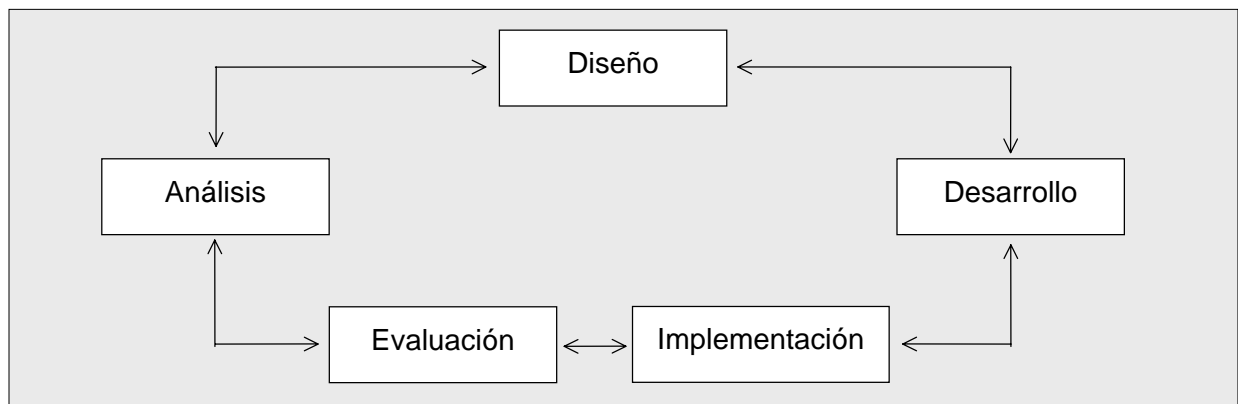 Diseño
Análisis
Desarrollo
Evaluación
Implementación